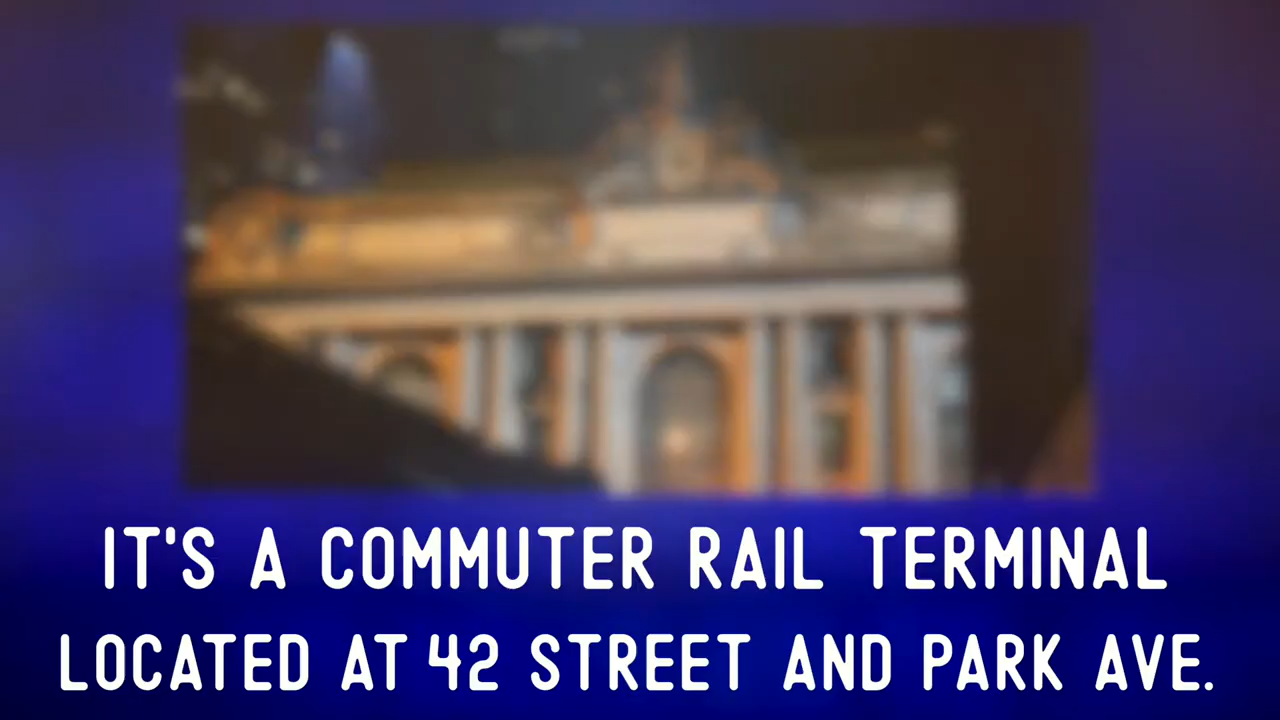 IT'S A COMMUTER RAIL TERMINAL
LOCATED AT 42 STREET AND PARK AVE.